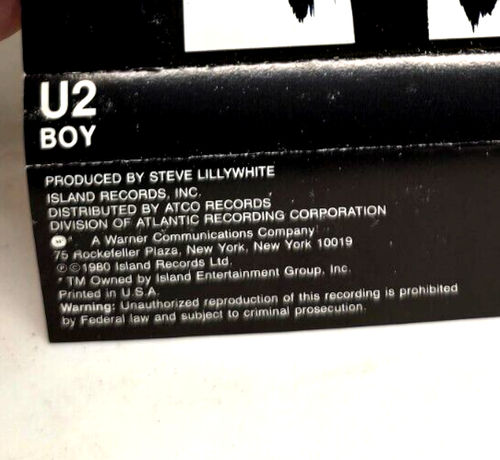 U2
BOY
PRODUCED BY STEVE LILLYWHITE
ISLAND RECORDS, INC.
DISTRIBUTED BY ATCO RECORDS
DIVISION OF ATLANTIC RECORDING CORPORATION
A Warner Communications Company
75 Rockefeller Plaza, New York, New York 10019
℗©1980 Island Records Ltd.
* TM Owned by Island Entertainment Group, Inc.
Printed in U.S.A.
Warning: Unauthorized reproduction of this recording is prohibited
by Federal law and subject to criminal prosecution.